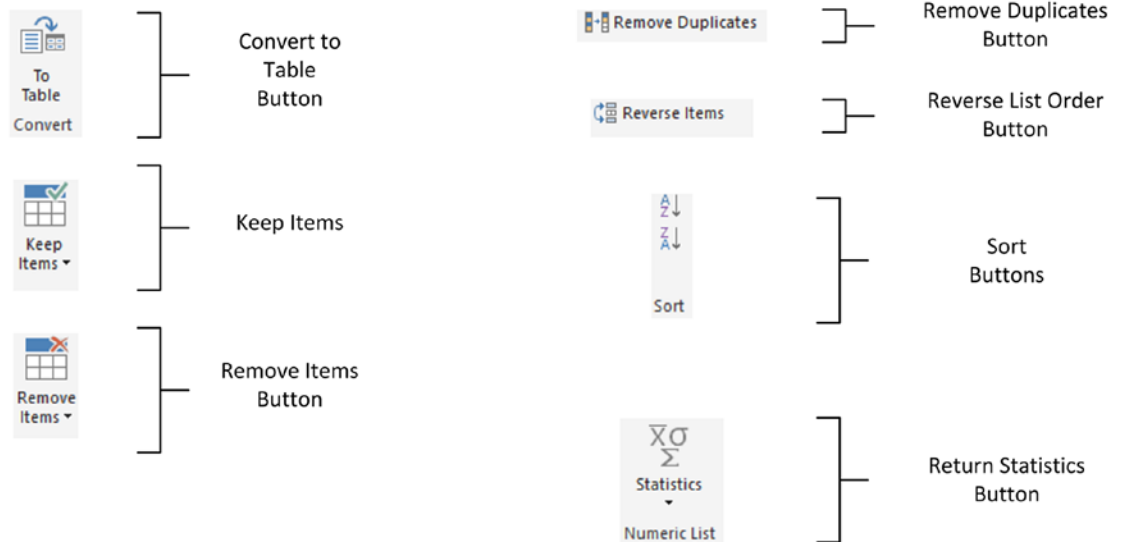 To
Table
Convert
Convert to
Table
Button
Keep
Items
Keep Items
Remove
Items
Remove Items
Button
Remove Duplicates
Remove Duplicates
Button
Reverse Items
Reverse List Order
Button
A
Z
Z
A
Sort
Sort
Buttons
X̅σ
Σ
Statistics
Numeric List
Return Statistics
Button